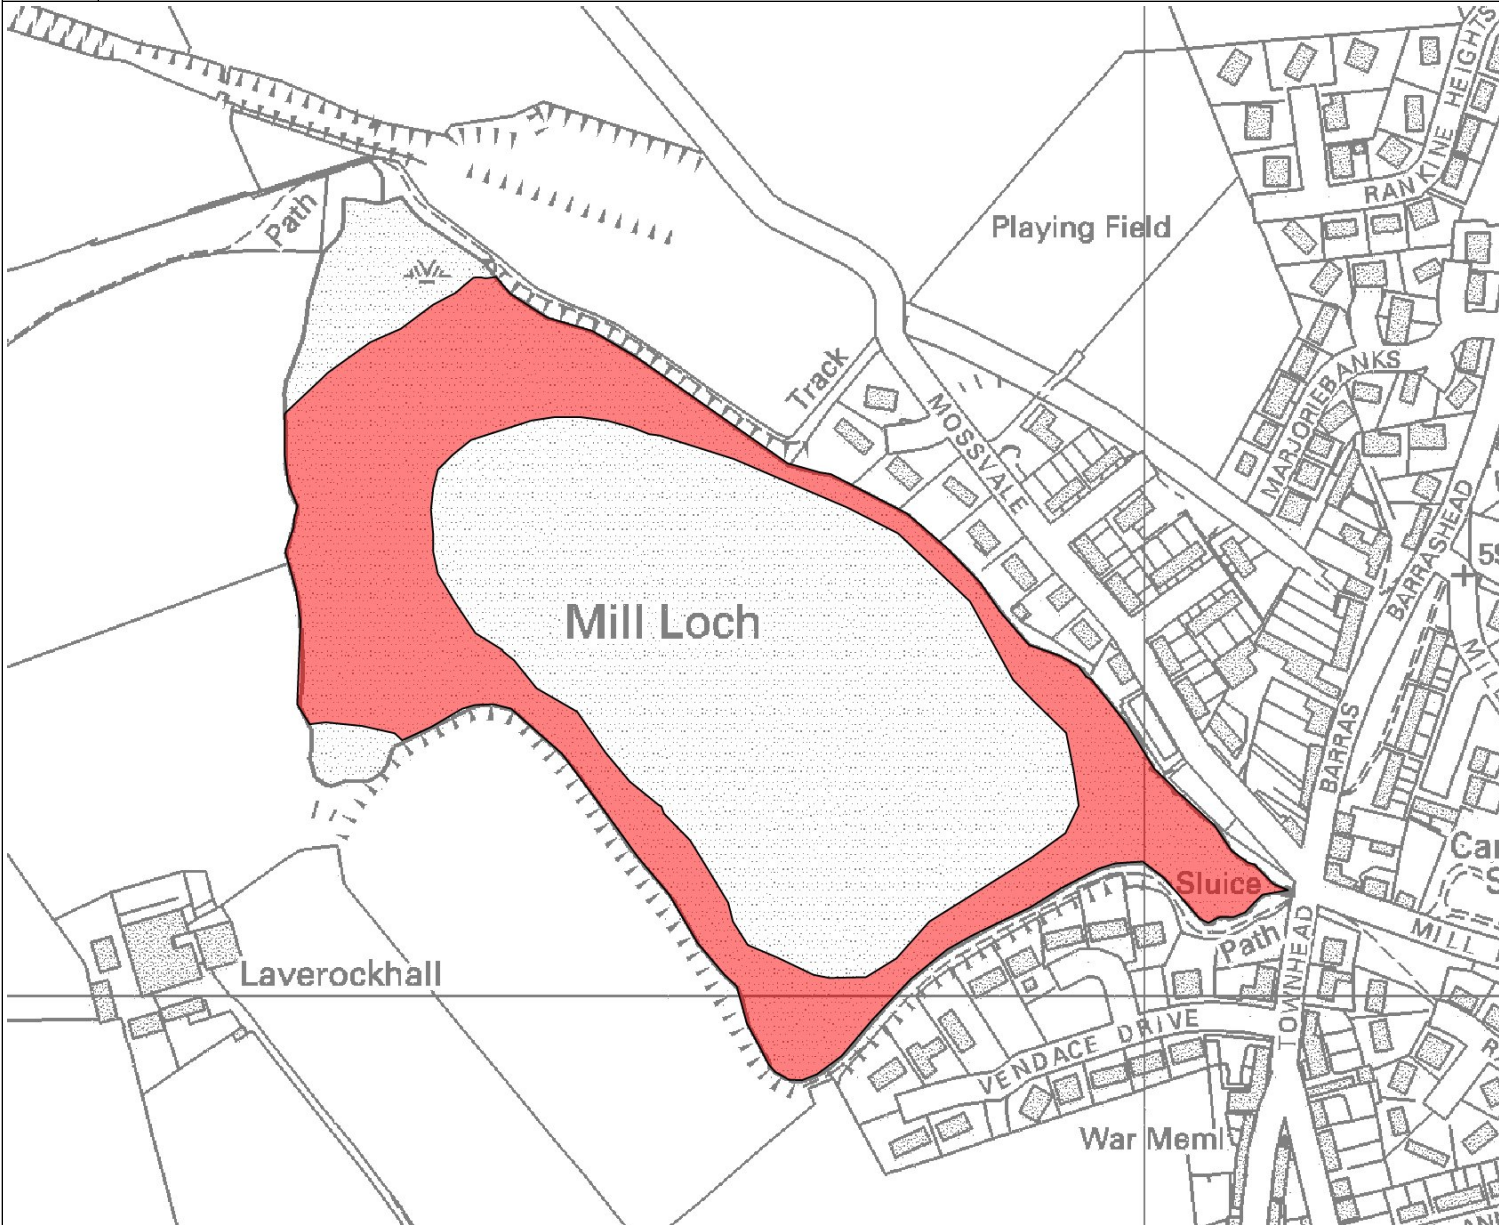 RANKINE HEIGHTS
Path
Playing Field
Track
MARJORIEBANKS
MOSSVALE
BARRASHEAD
Mill Loch
BARRAS
Sluice
Path
MILL
TOWNHEAD
Laverockhall
VENDACE DRIVE
War Meml